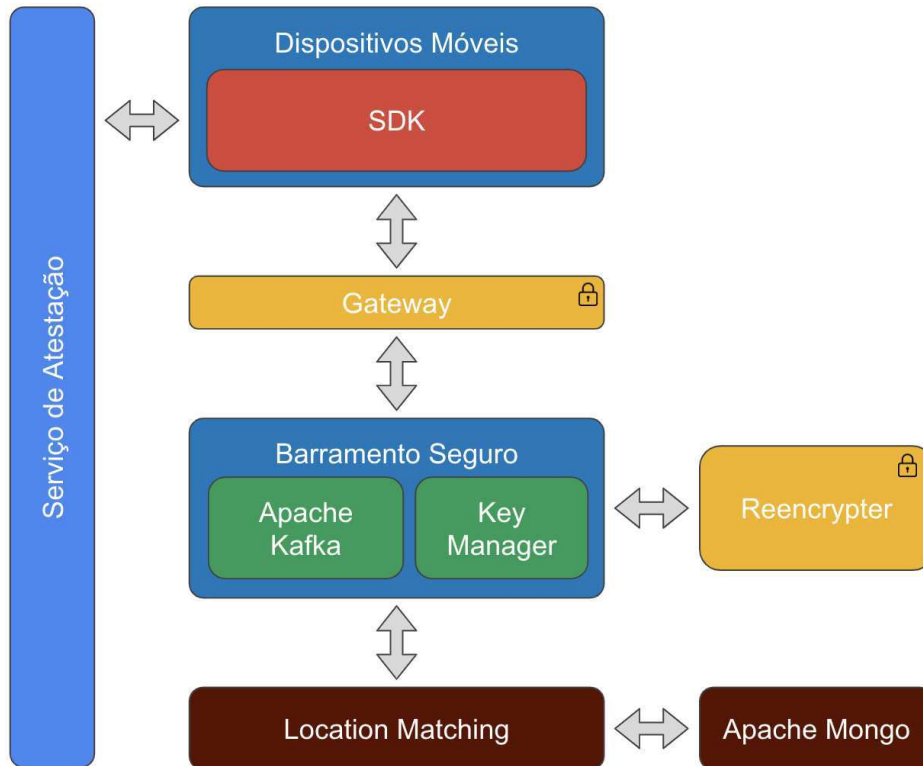 Serviço de Atestação
Dispositivos Móveis
SDK
Gateway
Barramento Seguro
Apache
Kafka
Key
Manager
Reencrypter
Location Matching
Apache Mongo